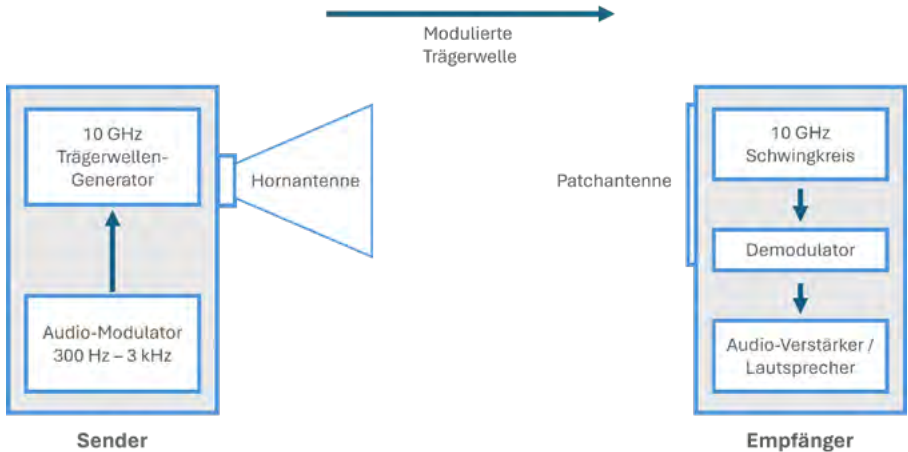 Modulierte
Trägerwelle
10 GHz
Trägerwellen-
Generator
Hornantenne
Audio-Modulator
300 Hz – 3 kHz
Sender
Patchantenne
10 GHz
Schwingkreis
Demodulator
Audio-Verstärker /
Lautsprecher
Empfänger